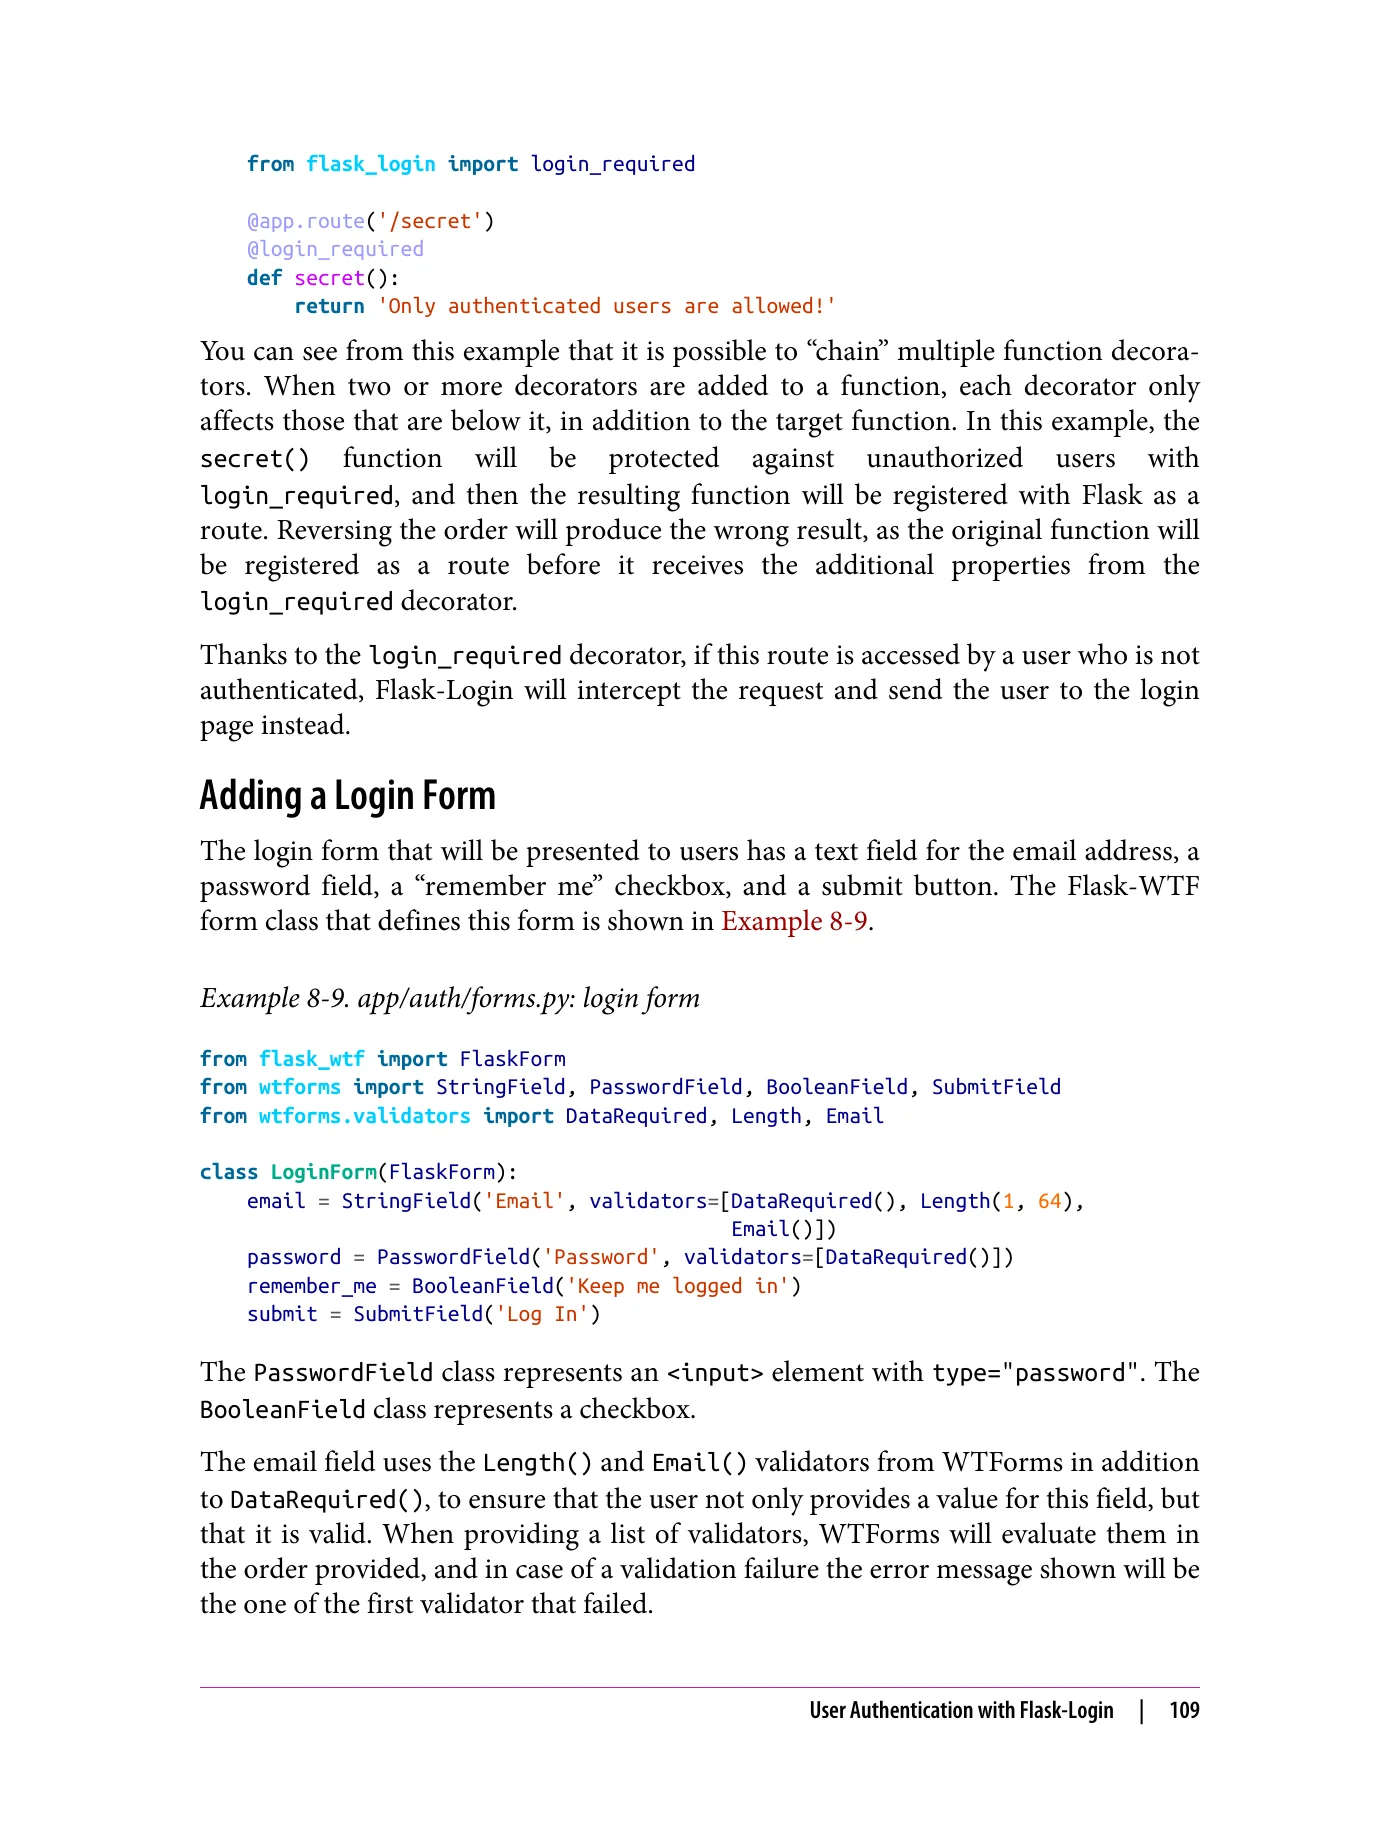 from flask_login import login_required
@app.route('/secret')
@login_required
def secret():
    return 'Only authenticated users are allowed!'
You can see from this example that it is possible to “chain” multiple function decora-
tors. When two or more decorators are added to a function, each decorator only
affects those that are below it, in addition to the target function. In this example, the
secret() function will be protected against unauthorized users with
login_required, and then the resulting function will be registered with Flask as a
route. Reversing the order will produce the wrong result, as the original function will
be registered as a route before it receives the additional properties from the
login_required decorator.
Thanks to the login_required decorator, if this route is accessed by a user who is not
authenticated, Flask-Login will intercept the request and send the user to the login
page instead.
Adding a Login Form
The login form that will be presented to users has a text field for the email address, a
password field, a “remember me” checkbox, and a submit button. The Flask-WTF
form class that defines this form is shown in Example 8-9.
Example 8-9. app/auth/forms.py: login form
from flask_wtf import FlaskForm
from wtforms import StringField, PasswordField, BooleanField, SubmitField
from wtforms.validators import DataRequired, Length, Email
class LoginForm(FlaskForm):
    email = StringField('Email', validators=[DataRequired(), Length(1, 64),
                                             Email()])
    password = PasswordField('Password', validators=[DataRequired()])
    remember_me = BooleanField('Keep me logged in')
    submit = SubmitField('Log In')
The PasswordField class represents an <input> element with type="password". The
BooleanField class represents a checkbox.
The email field uses the Length() and Email() validators from WTForms in addition
to DataRequired(), to ensure that the user not only provides a value for this field, but
that it is valid. When providing a list of validators, WTForms will evaluate them in
the order provided, and in case of a validation failure the error message shown will be
the one of the first validator that failed.
User Authentication with Flask-Login | 109